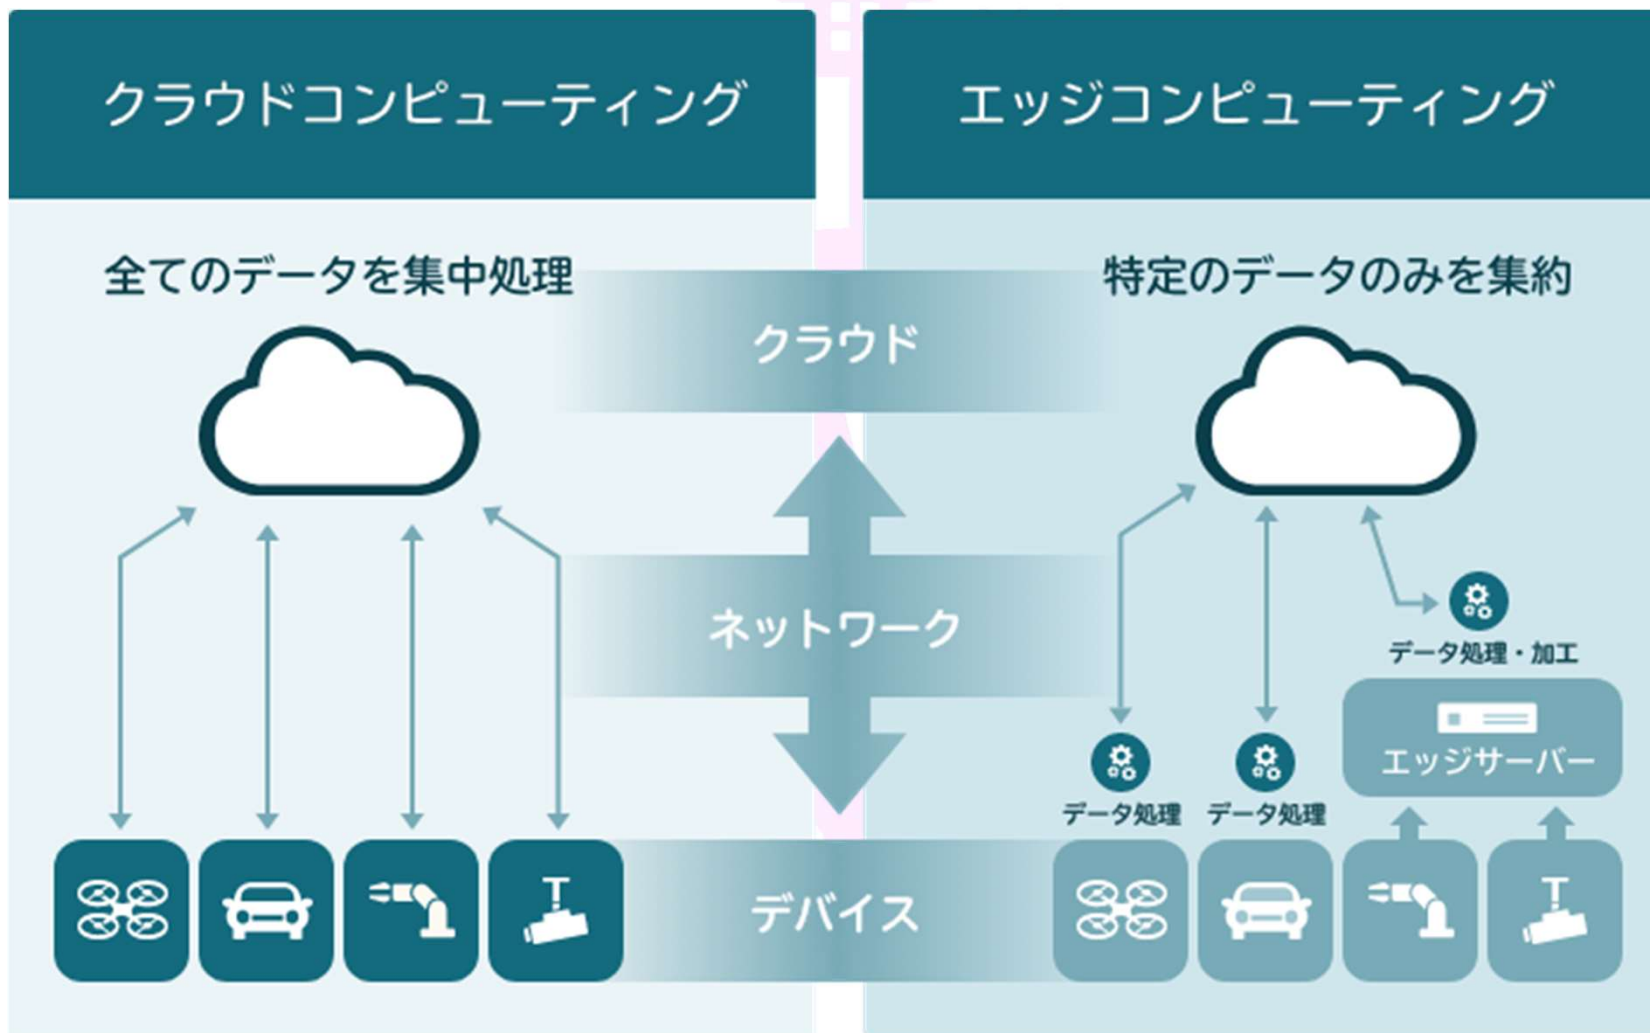 クラウドコンピューティング
エッジコンピューティング
全てのデータを集中処理
特定のデータのみを集約
クラウド
ネットワーク
データ処理・加工
エッジサーバー
データ処理
データ処理
デバイス